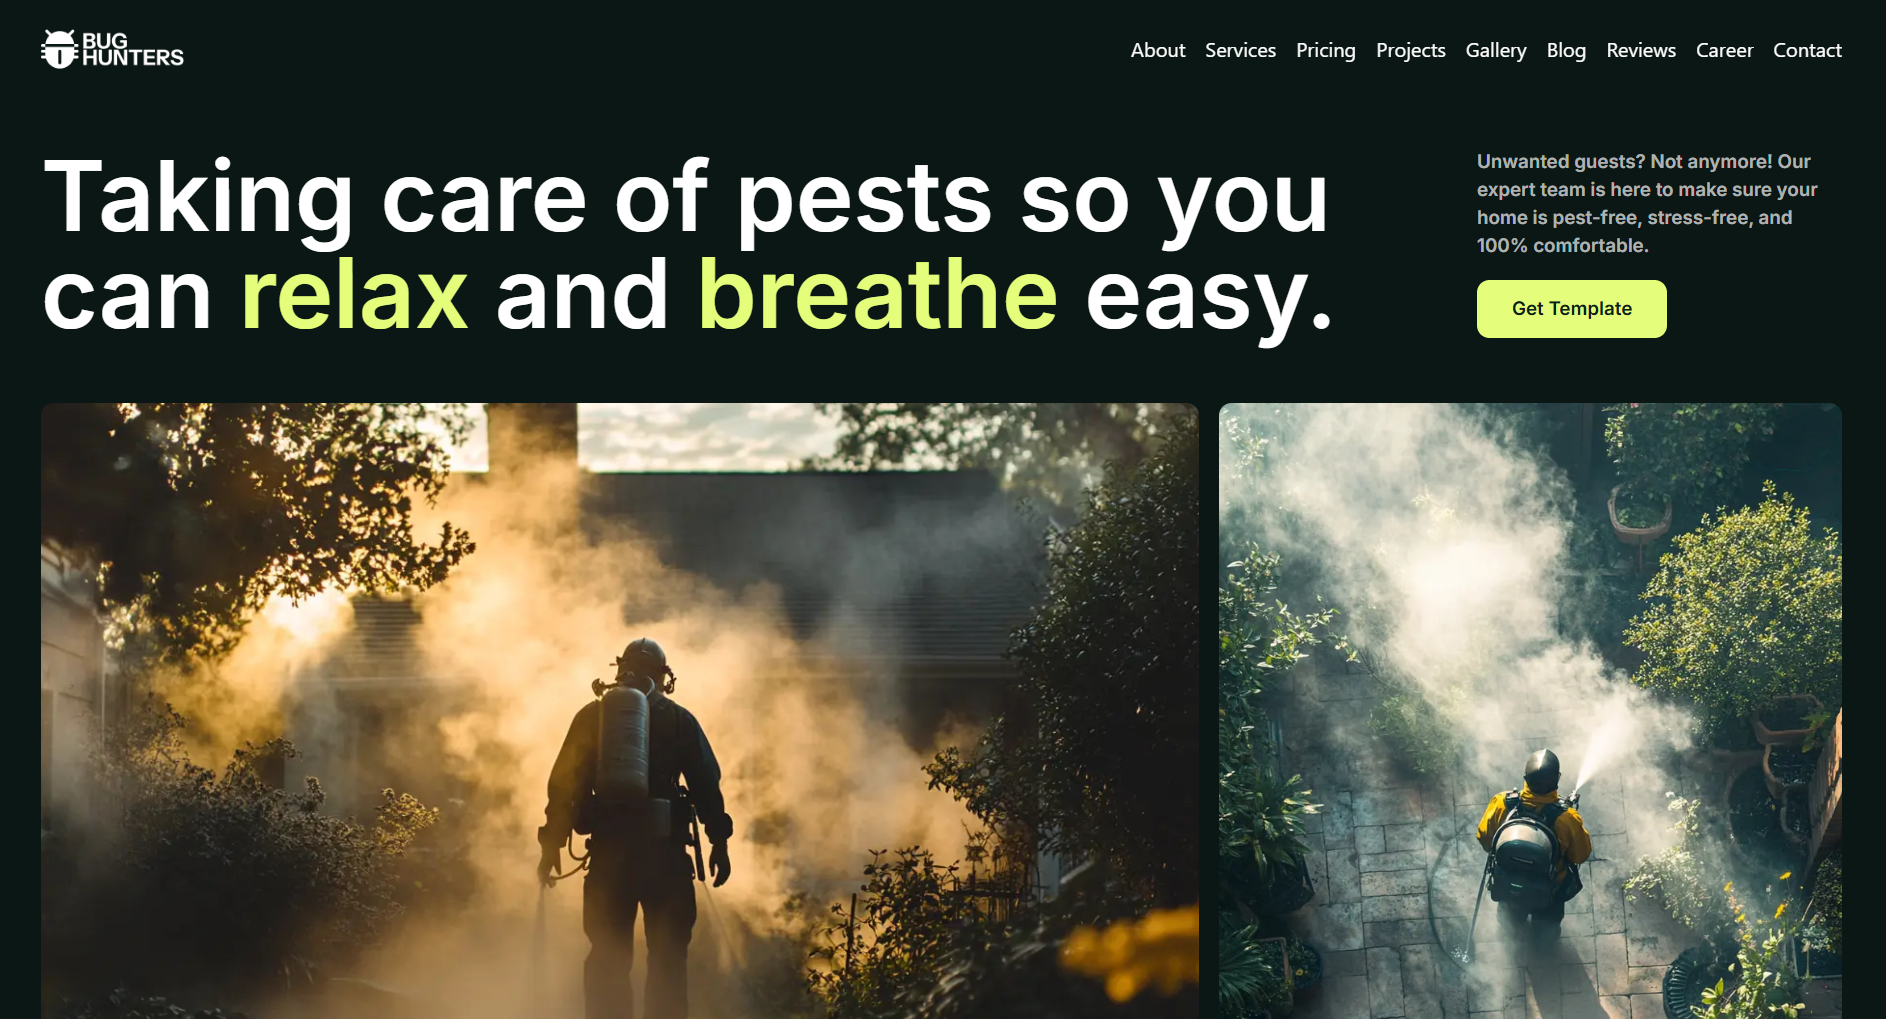 BUG
HUNTERS
About Services Pricing Projects Gallery Blog Reviews Career Contact
Taking care of pests so you
can relax and breathe easy.
Unwanted guests? Not anymore! Our
expert team is here to make sure your
home is pest-free, stress-free, and
100% comfortable.
Get Template